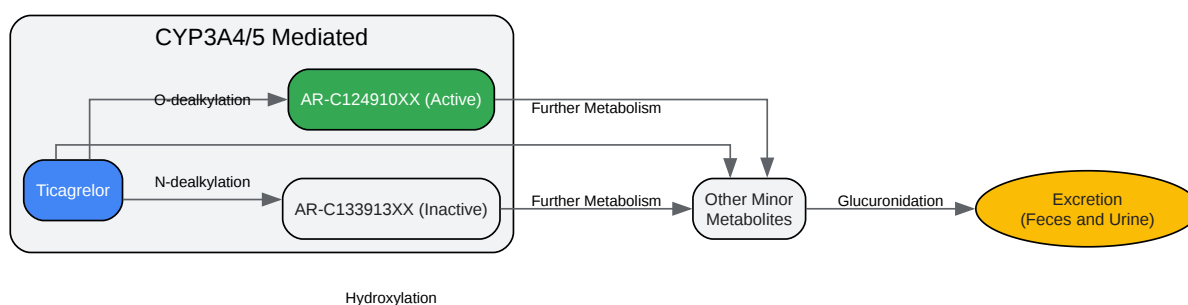 CYP3A4/5 Mediated
O-dealkylation
AR-C124910XX (Active)
Further Metabolism
Ticagrelor
N-dealkylation
AR-C133913XX (Inactive)
Further Metabolism
Other Minor
Metabolites
Glucuronidation
Excretion
(Feces and Urine)
Hydroxylation